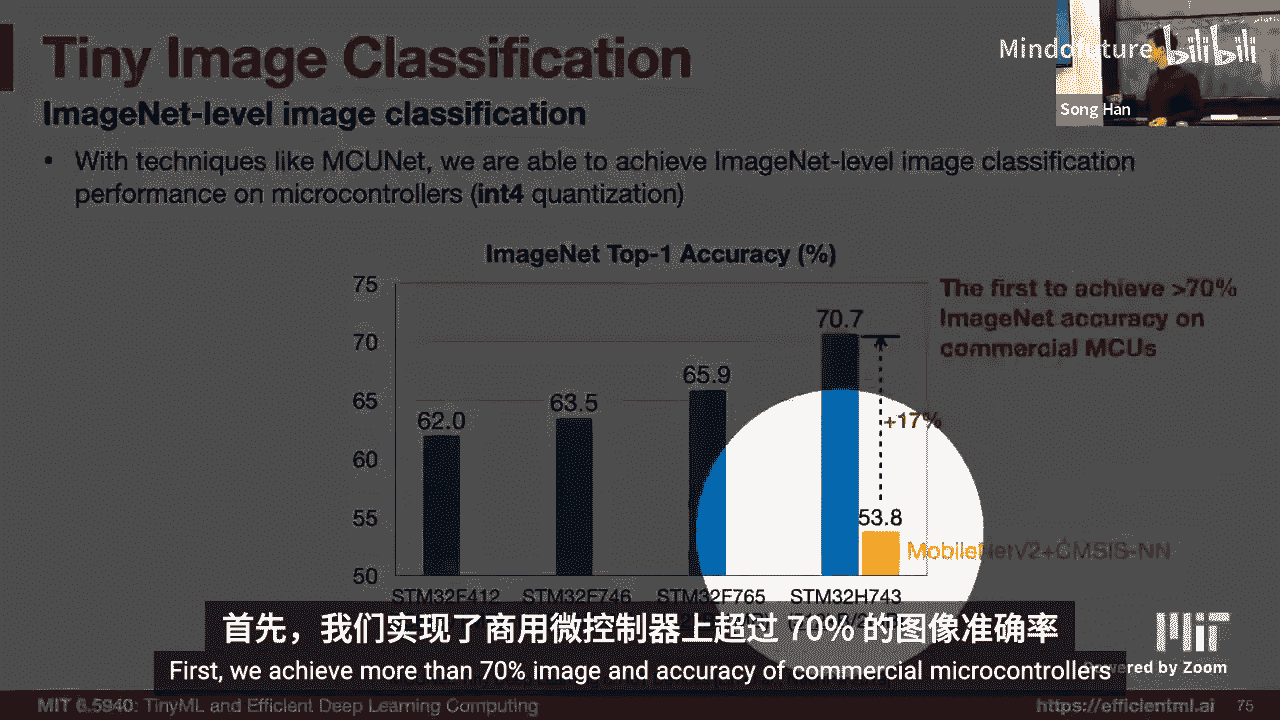 Tiny Image Classification
Mindofuture bilibili
ImageNet-level image classification
Song Han
• With techniques like MCUNet, we are able to achieve ImageNet-level image classification
performance on microcontrollers (int4 quantization)
ImageNet Top-1 Accuracy (%)
75
70
65
60
55
50
62.0
63.5
65.9
70.7
+17%
53.8
MobileNetV2+CMSIS-NN
The first to achieve >70%
ImageNet accuracy on
commercial MCUs
STM32F412
STM32F746
STM32F765
STM32H743
首先，我们实现了商用微控制器上超过 70% 的图像准确率
First, we achieve more than 70% image and accuracy of commercial microcontrollers
MIT
ered by Zoom
MIT 6.5940: TinyML and Efficient Deep Learning Computing
https://efficientml.ai
75